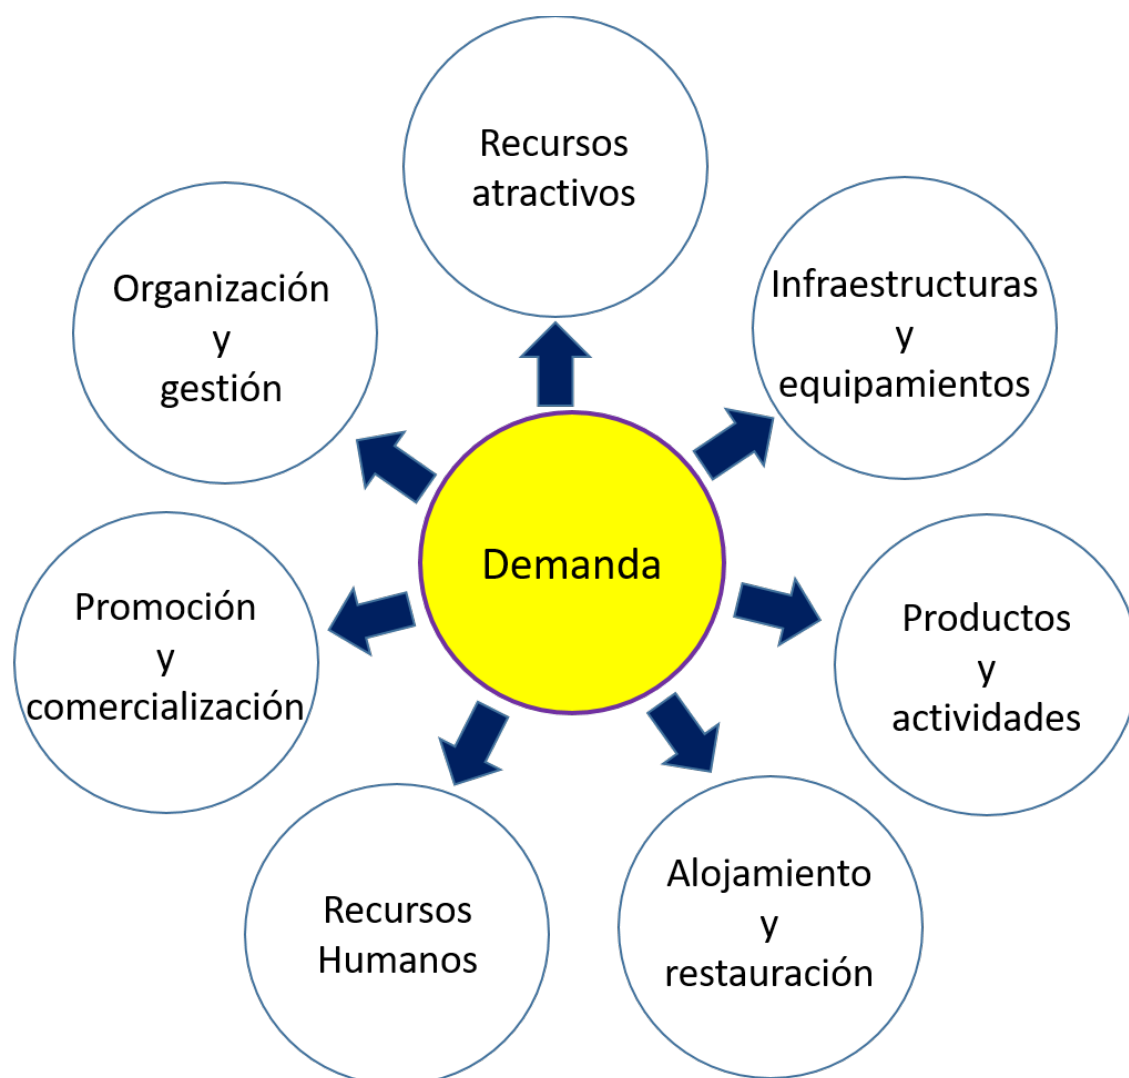 Recursos
atractivos
Infraestructuras
y
equipamientos
Productos
y
actividades
Alojamiento
y
restauración
Recursos
Humanos
Promoción
y
comercialización
Organización
y
gestión
Demanda